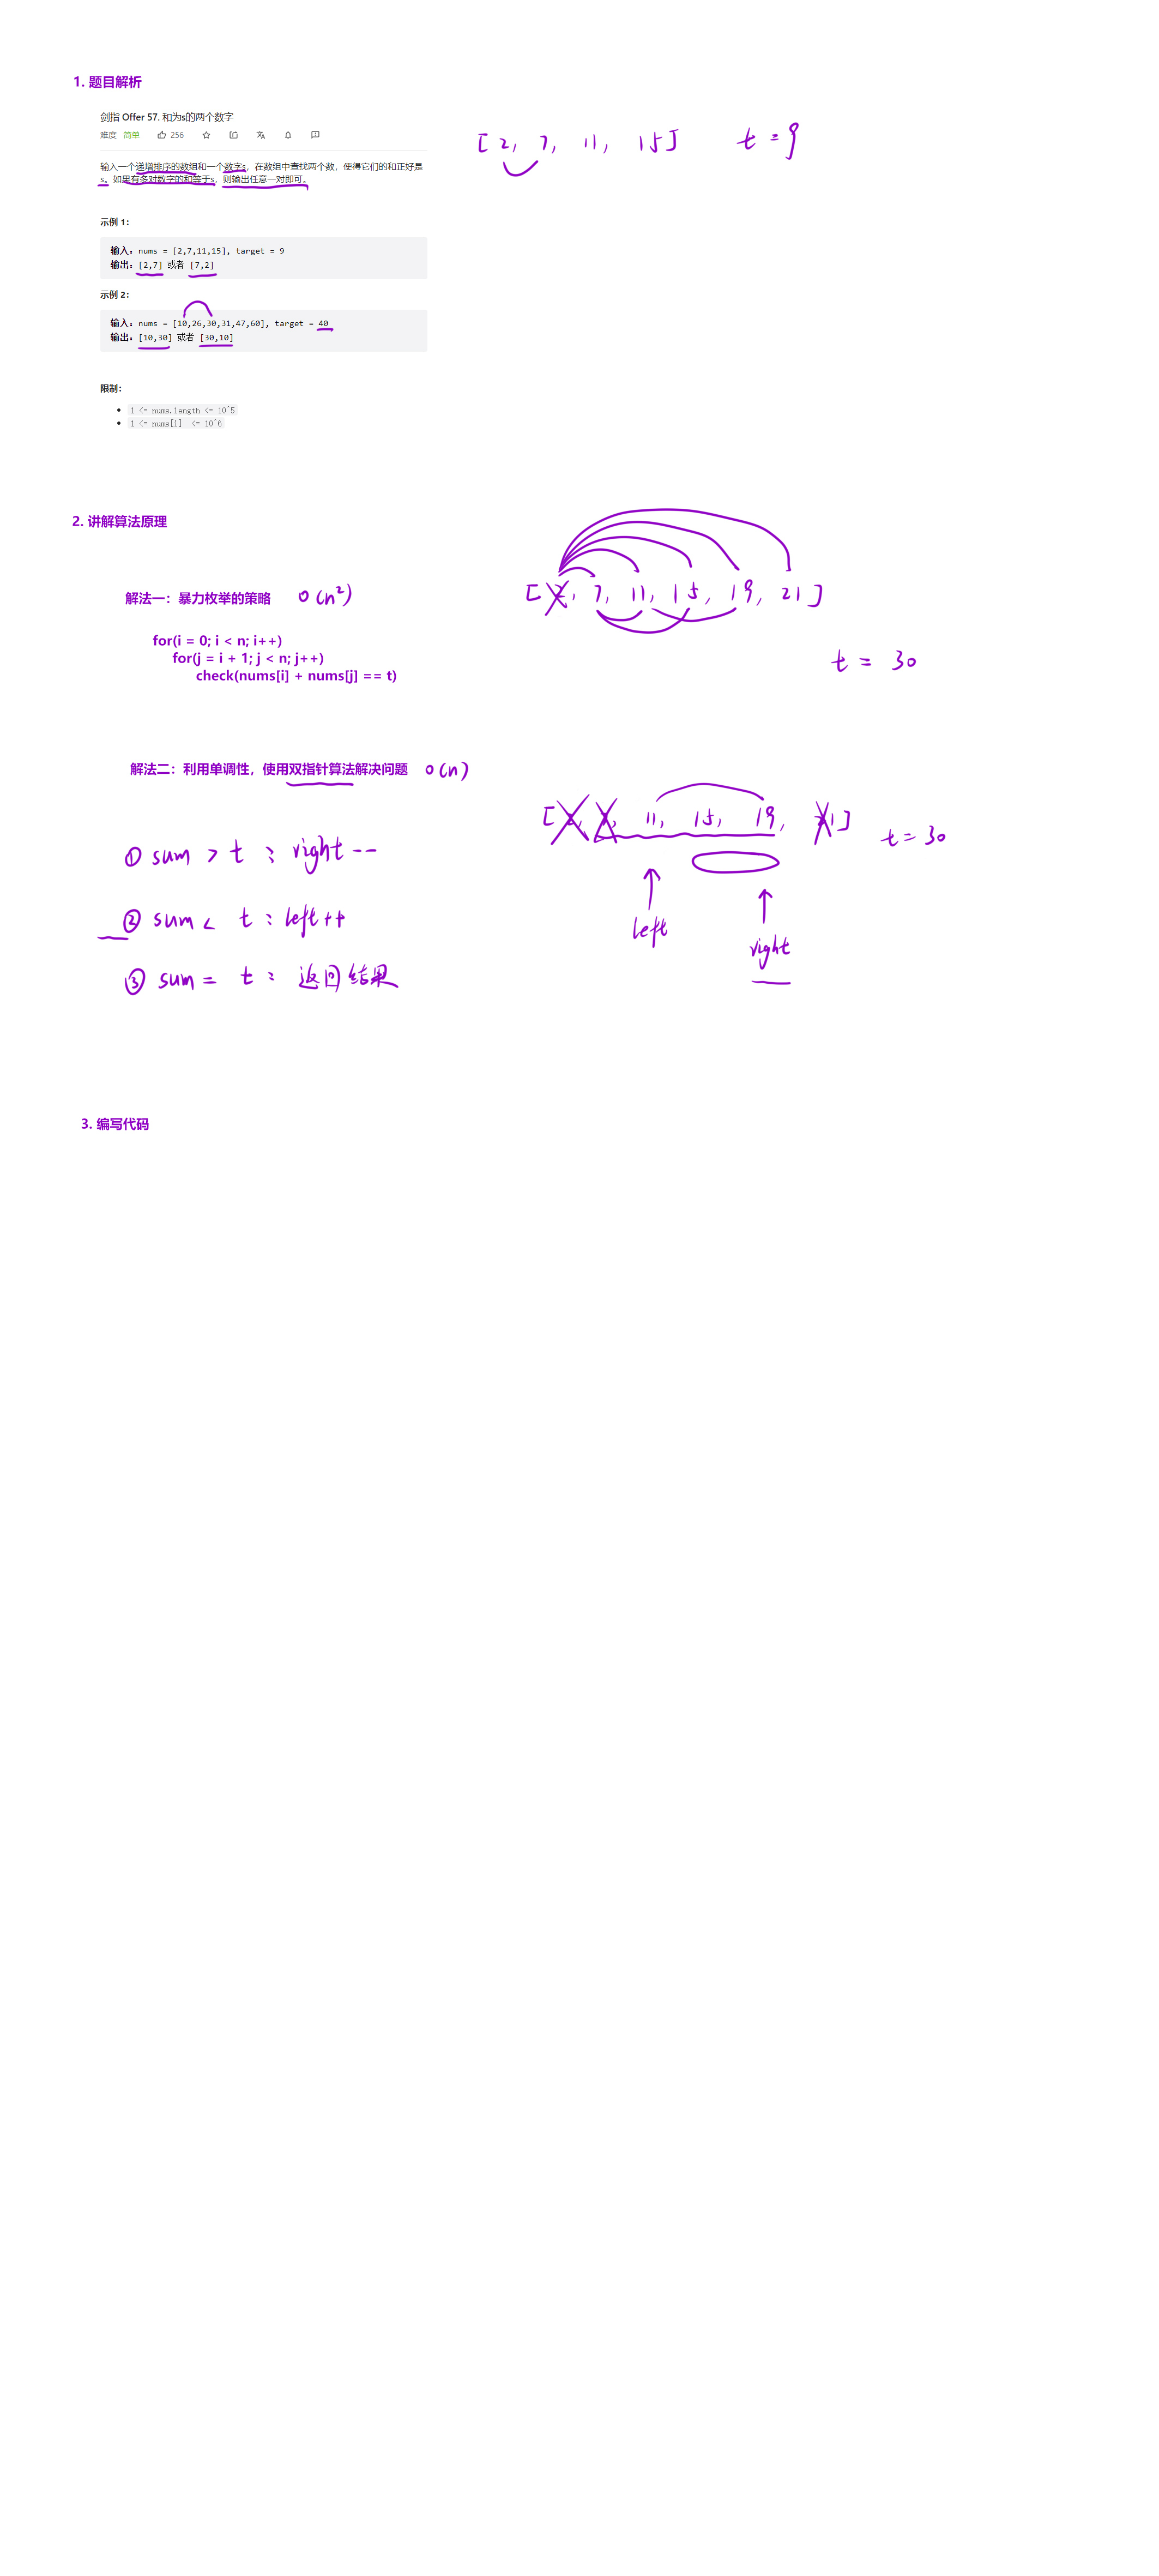 1. 题目解析
剑指 Offer 57. 和为s的两个数字
难度 简单 256
[2, 7, 11, 15] t = 9
输入一个递增排序的数组和一个数字s，在数组中查找两个数，使得它们的和正好是
s。如果有多对数字的和等于s，则输出任意一对即可。
示例 1：
输入：nums = [2,7,11,15], target = 9
输出：[2,7] 或者 [7,2]
示例 2：
输入：nums = [10,26,30,31,47,60], target = 40
输出：[10,30] 或者 [30,10]
限制：
1 <= nums.length <= 10^5
1 <= nums[i] <= 10^6
2. 讲解算法原理
解法一：暴力枚举的策略 O(n²)
[2, 7, 11, 15, 19, 21]
for(i = 0; i < n; i++)
for(j = i + 1; j < n; j++)
check(nums[i] + nums[j] == t)
t = 30
解法二：利用单调性，使用双指针算法解决问题 O(n)
[2, 7, 11, 15, 19, 21] t = 30
① sum > t : right --
② sum < t : left ++
③ sum = t : 返回结果
left
right
3. 编写代码